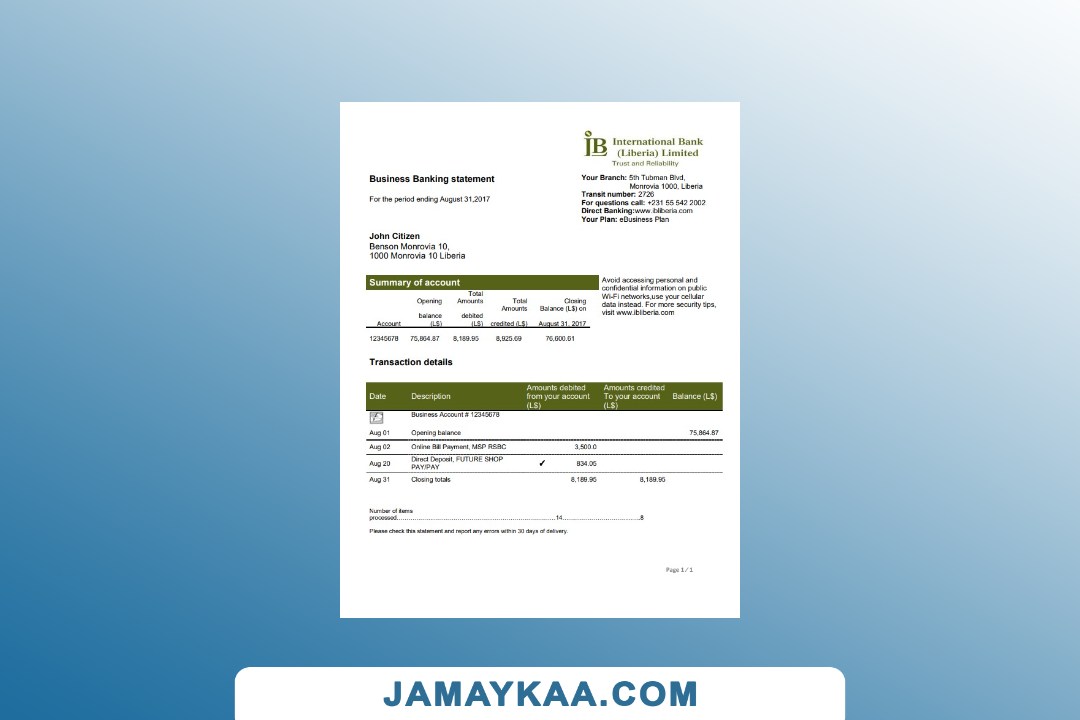 IB International Bank
(Liberia) Limited
Trust and Reliability
Business Banking statement
For the period ending August 31,2017
Your Branch: 5th Tubman Blvd,
Monrovia 1000, Liberia
Transit number: 2726
For questions call: +231 55 542 2002
Direct Banking:www.ibliberia.com
Your Plan: eBusiness Plan
John Citizen
Benson Monrovia 10,
1000 Monrovia 10 Liberia
Summary of account
Account Opening balance (L$) Total Amounts debited (L$) Total Amounts credited (L$) Closing Balance (L$) on August 31, 2017
12345678 75,864.87 8,189.95 8,925.69 76,600.61
Avoid accessing personal and
confidential information on public
Wi-Fi networks,use your cellular
data instead. For more security tips,
visit www.ibliberia.com
Transaction details
Date Description Amounts debited from your account (L$) Amounts credited To your account (L$) Balance (L$)
Business Account # 12345678
Aug 01 Opening balance 75,864.87
Aug 02 Online Bill Payment, MSP RSBC 3,500.0
Aug 20 Direct Deposit, FUTURE SHOP PAY/PAY ✔ 834.05
Aug 31 Closing totals 8,189.95 8,189.95
Number of items
processed.....14.....8
Please check this statement and report any errors within 30 days of delivery.
Page 1 / 1
JAMAYKAA.COM